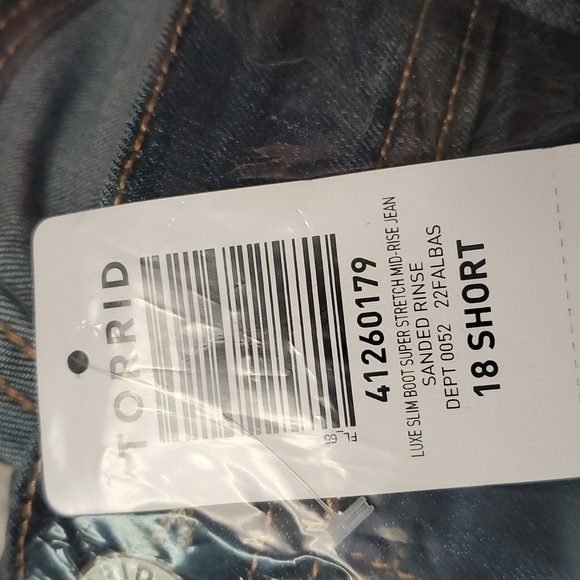 TORRID
41260179
LUXE SLIM BOOT SUPER STRETCH MID-RISE JEAN
SANDED RINSE
DEPT 0052 22FALBAS
18 SHORT